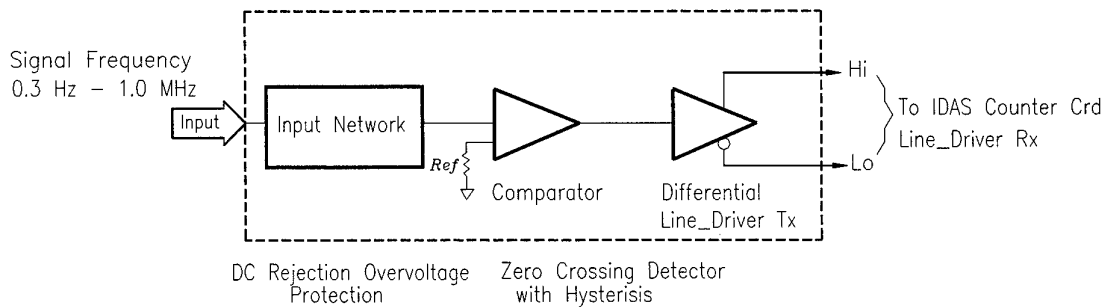 Signal Frequency
0.3 Hz - 1.0 MHz
Input
Input Network
Ref
Comparator
Differential
Line_Driver Tx
Hi
Lo
To IDAS Counter Crd
Line_Driver Rx
DC Rejection Overvoltage
Protection
Zero Crossing Detector
with Hysterisis